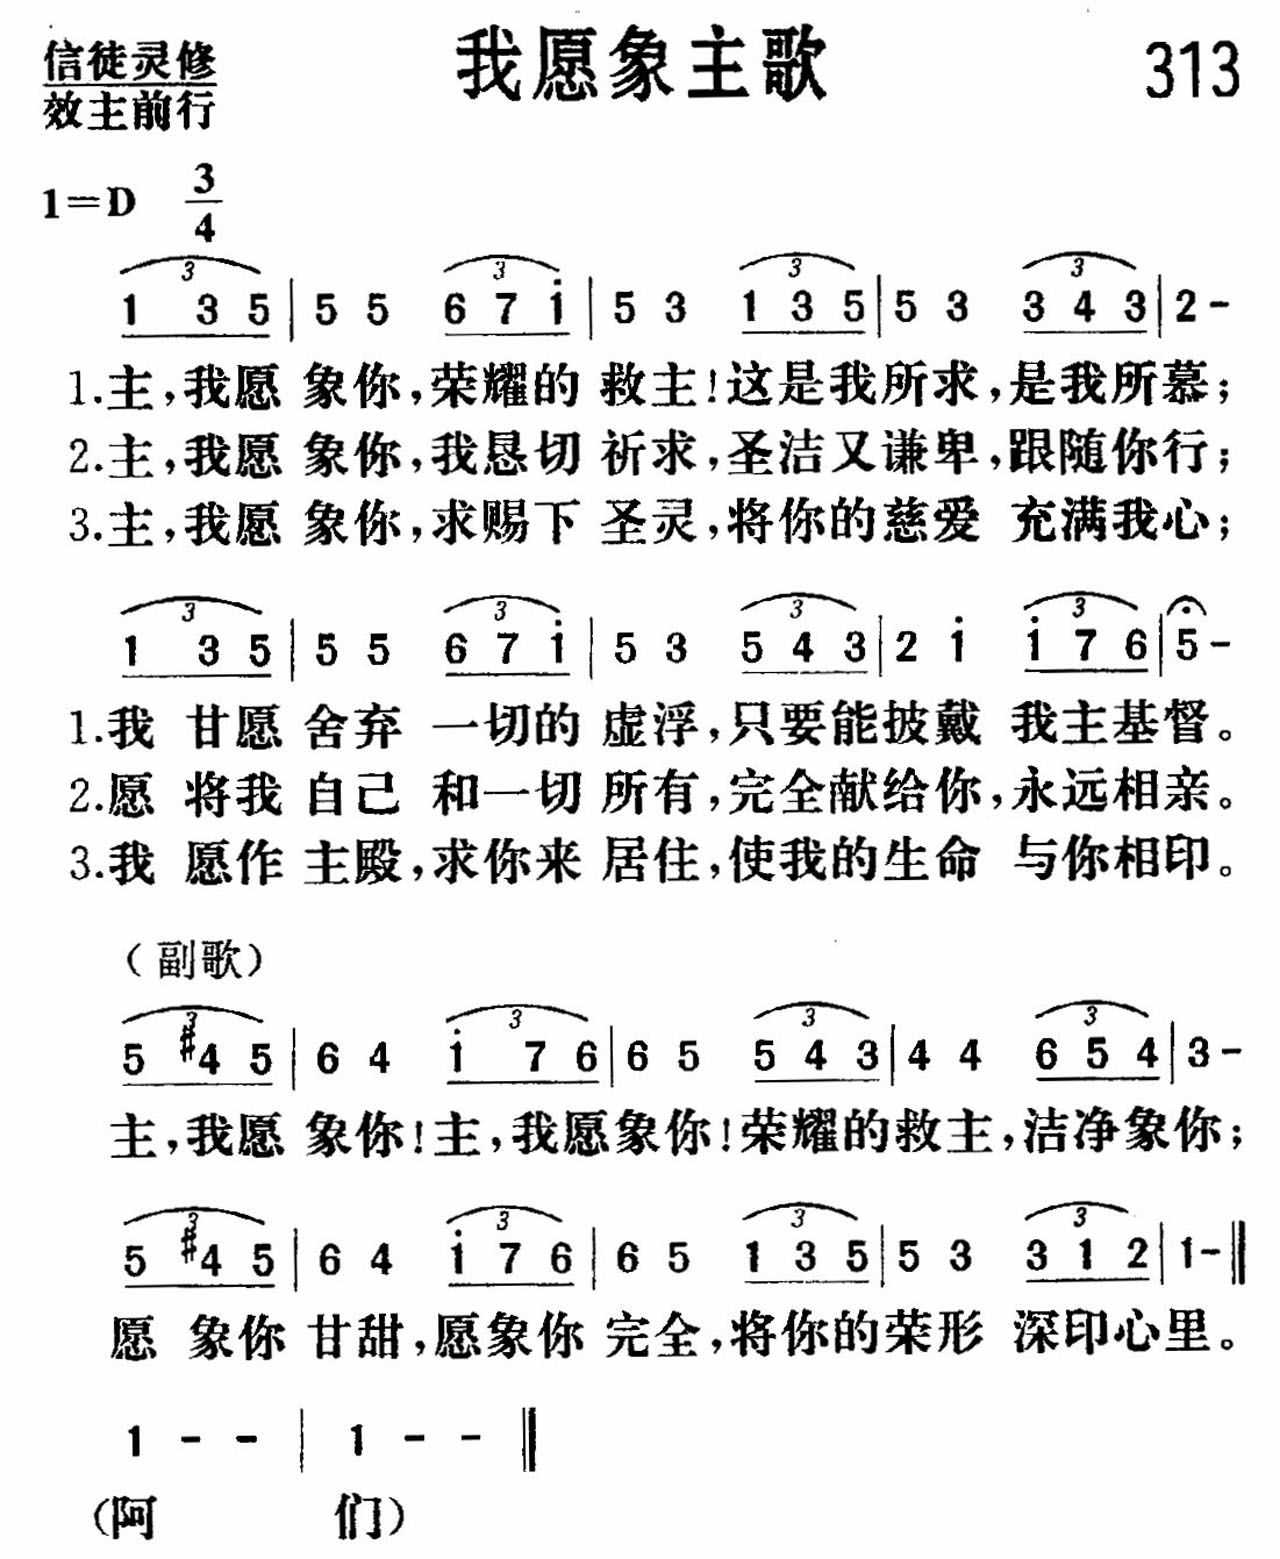 信徒灵修 我愿象主歌 313
效主前行
1=D 3/4
1 3 5 | 5 5 6 7 i | 5 3 1 3 5 | 5 3 3 4 3 | 2 -
1.主,我愿 象你,荣耀的 救主!这是我所求,是我所慕;
2.主,我愿 象你,我恳切 祈求,圣洁又谦卑,跟随你行;
3.主,我愿 象你,求赐下 圣灵,将你的慈爱 充满我心;
1 3 5 | 5 5 6 7 i | 5 3 5 4 3 | 2 i i 7 6 | 5 -
1.我 甘愿 舍弃 一切的 虚浮,只要能披戴 我主基督。
2.愿 将我 自己 和一切 所有,完全献给你,永远相亲。
3.我 愿作 主殿,求你来 居住,使我的生命 与你相印。
(副歌)
5 #4 5 | 6 4 i 7 6 | 6 5 5 4 3 | 4 4 6 5 4 | 3 -
主,我愿 象你!主,我愿象你!荣耀的救主,洁净象你;
5 #4 5 | 6 4 i 7 6 | 6 5 1 3 5 | 5 3 3 1 2 | 1 - ‖
愿 象你 甘甜,愿象你 完全,将你的荣形 深印心里。
1 - - | 1 - - ‖
(阿 们)